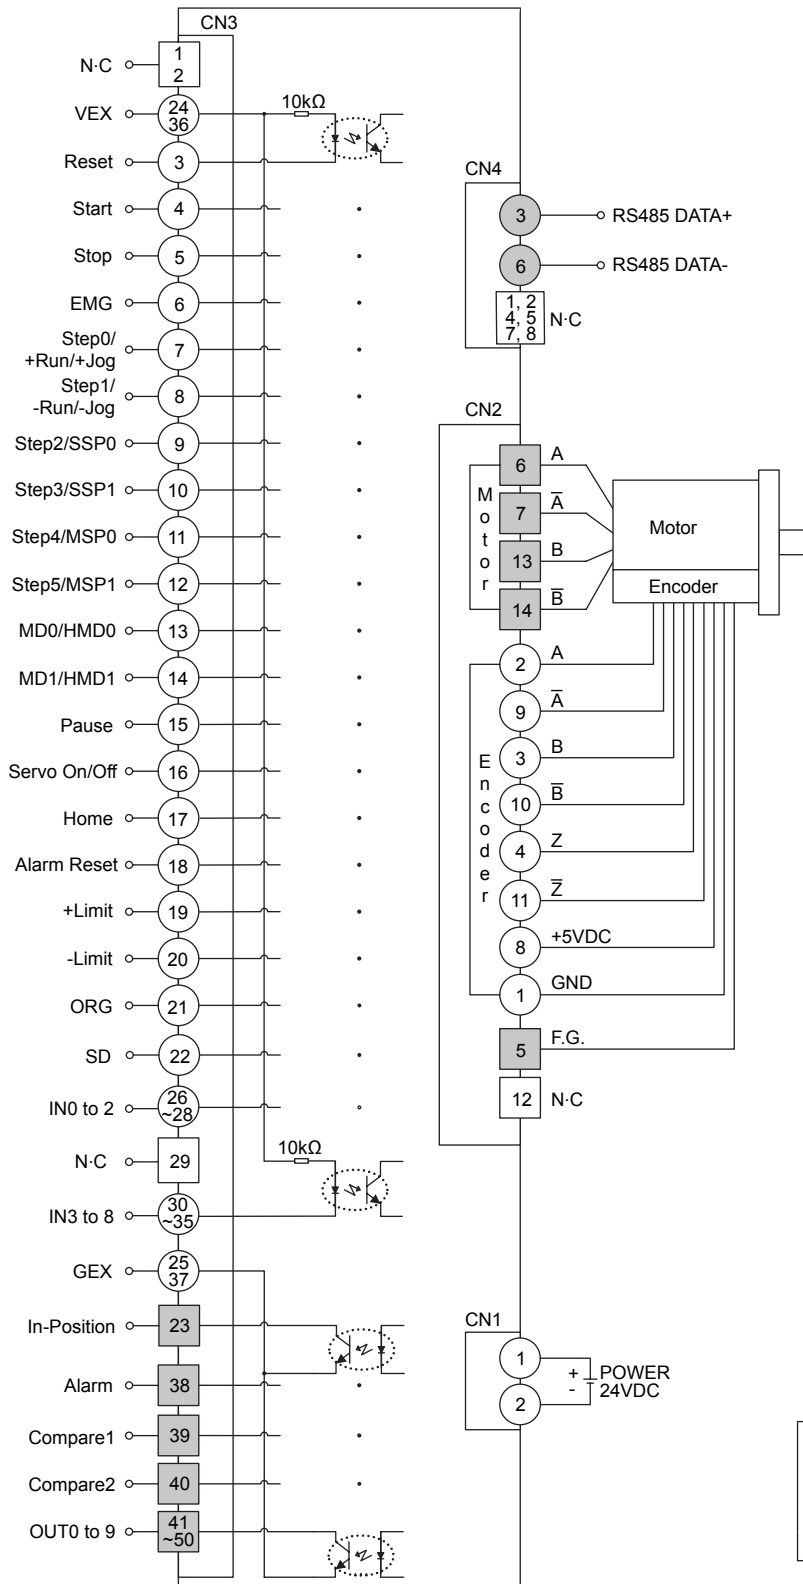 CN3
N·C 1 2
VEX 24 36 10kΩ
Reset 3
Start 4
Stop 5
EMG 6
Step0/
+Run/+Jog 7
Step1/
-Run/-Jog 8
Step2/SSP0 9
Step3/SSP1 10
Step4/MSP0 11
Step5/MSP1 12
MD0/HMD0 13
MD1/HMD1 14
Pause 15
Servo On/Off 16
Home 17
Alarm Reset 18
+Limit 19
-Limit 20
ORG 21
SD 22
IN0 to 2 26 ~28
N·C 29 10kΩ
IN3 to 8 30 ~35
GEX 25 37
In-Position 23
Alarm 38
Compare1 39
Compare2 40
OUT0 to 9 41 ~50
CN4
3 RS485 DATA+
6 RS485 DATA-
1, 2
4, 5 N·C
7, 8
CN2
Motor
6 A
7 A̅
13 B
14 B̅
Motor
Encoder
Encoder
2 A
9 A̅
3 B
10 B̅
4 Z
11 Z̅
8 +5VDC
1 GND
5 F.G.
12 N·C
CN1
1
2
+
-
POWER
24VDC